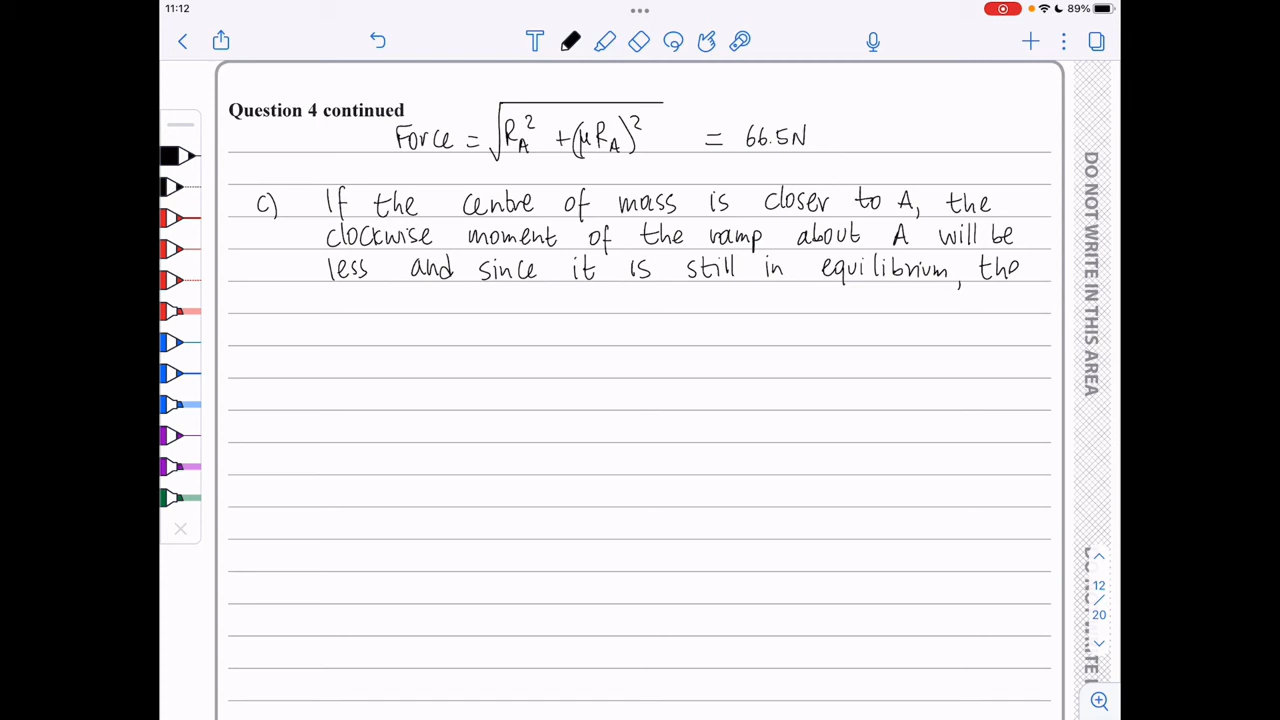 11:12
89%
Question 4 continued
Force = √(R_A² + (μR_A)²) = 66.5N
c) If the centre of mass is closer to A, the
clockwise moment of the ramp about A will be
less and since it is still in equilibrium, the
DO NOT WRITE IN THIS AREA
12
/
20